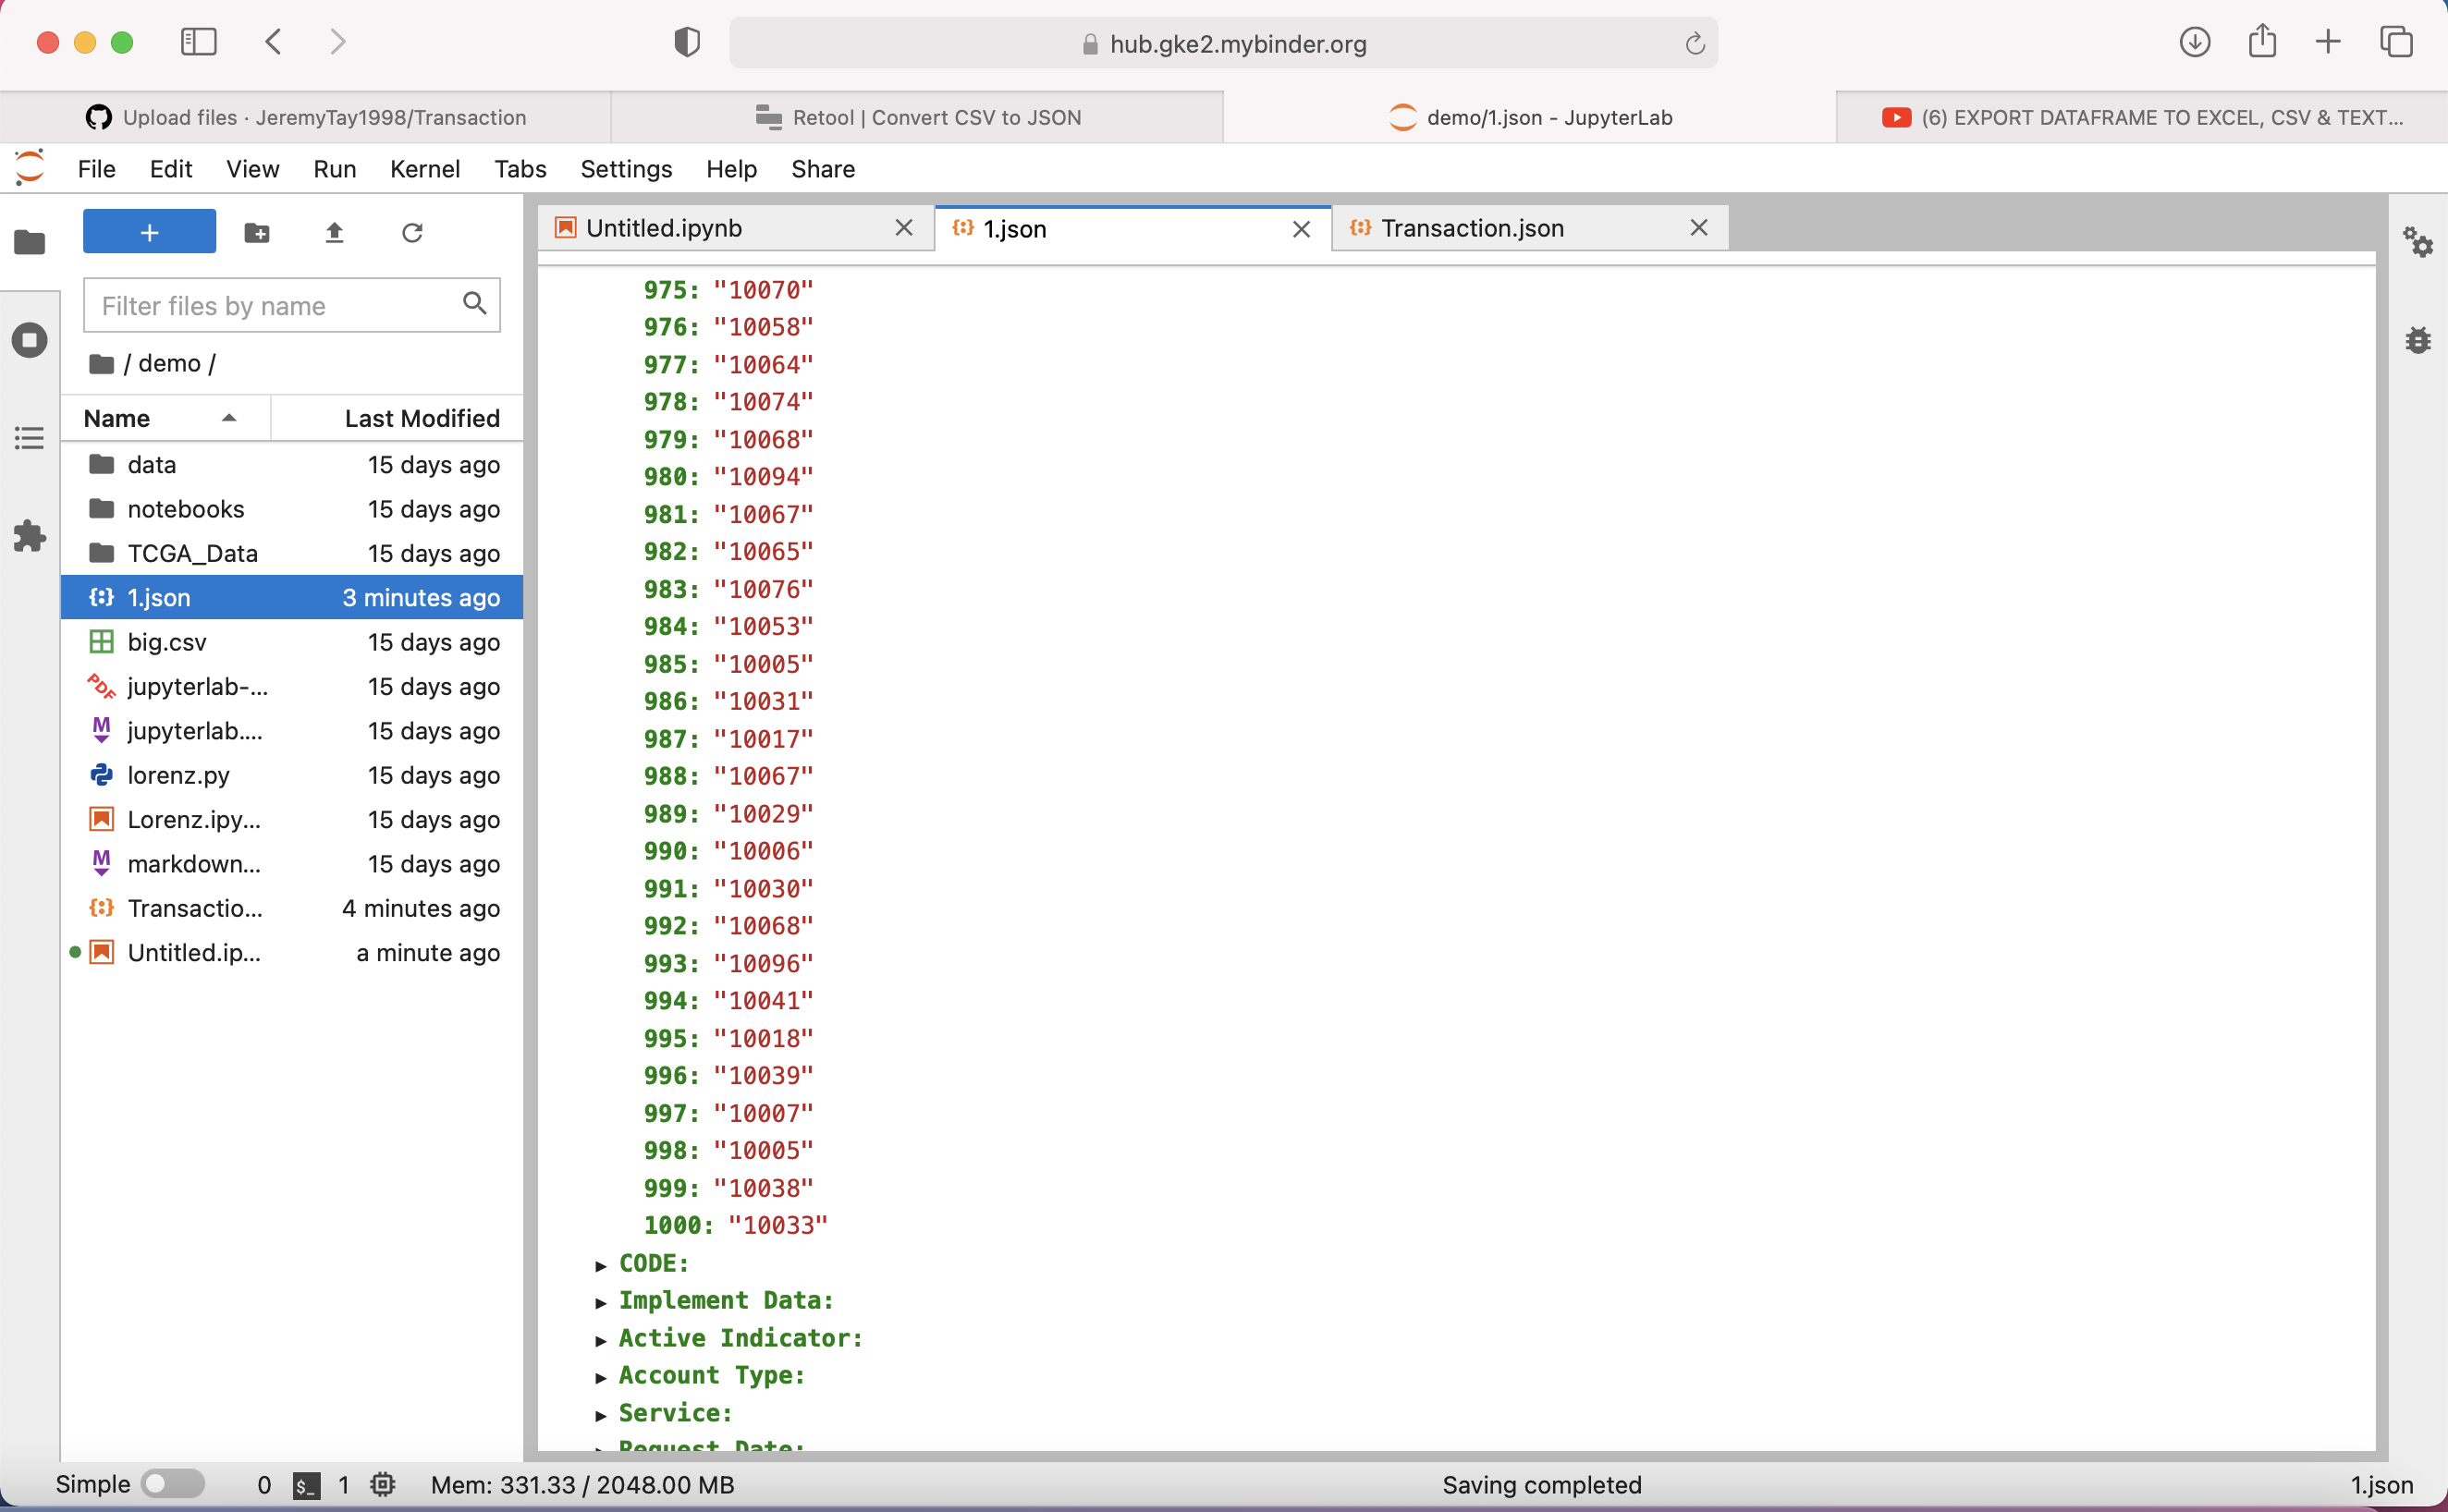 hub.gke2.mybinder.org
Upload files · JeremyTay1998/Transaction
Retool | Convert CSV to JSON
demo/1.json - JupyterLab
(6) EXPORT DATAFRAME TO EXCEL, CSV & TEXT...
File Edit View Run Kernel Tabs Settings Help Share
Untitled.ipynb
1.json
Transaction.json
Filter files by name
/ demo /
Name Last Modified
data 15 days ago
notebooks 15 days ago
TCGA_Data 15 days ago
1.json 3 minutes ago
big.csv 15 days ago
jupyterlab-... 15 days ago
jupyterlab.... 15 days ago
lorenz.py 15 days ago
Lorenz.ipy... 15 days ago
markdown... 15 days ago
Transactio... 4 minutes ago
Untitled.ip... a minute ago
975: "10070"
976: "10058"
977: "10064"
978: "10074"
979: "10068"
980: "10094"
981: "10067"
982: "10065"
983: "10076"
984: "10053"
985: "10005"
986: "10031"
987: "10017"
988: "10067"
989: "10029"
990: "10006"
991: "10030"
992: "10068"
993: "10096"
994: "10041"
995: "10018"
996: "10039"
997: "10007"
998: "10005"
999: "10038"
1000: "10033"
CODE:
Implement Data:
Active Indicator:
Account Type:
Service:
Request Date:
Simple 0 $_ 1 Mem: 331.33 / 2048.00 MB Saving completed 1.json